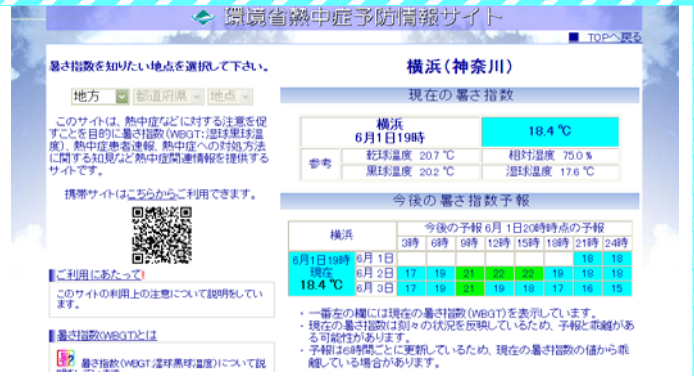 環境省熱中症予防情報サイト
■ TOPへ戻る
暑さ指数を知りたい地点を選択して下さい。
地方 都道府県 地点
このサイトは、熱中症などに対する注意を促
すことを目的に暑さ指数(WBGT:湿球黒球温
度)、熱中症患者速報、熱中症への対処方法
に関する知見など熱中症関連情報を提供する
サイトです。
携帯サイトはこちらからご利用できます。
ご利用にあたって!
このサイトの利用上の注意について説明をしてい
ます。
暑さ指数(WBGT)とは
暑さ指数(WBGT:湿球黒球温度)について説
横浜(神奈川)
現在の暑さ指数
横浜
6月1日19時
18.4 ℃
参考 乾球温度 20.7 ℃ 相対湿度 75.0 %
黒球温度 20.2 ℃ 湿球温度 17.6 ℃
今後の暑さ指数予報
横浜 今後の予報 6月 1日20時時点の予報
3時 6時 9時 12時 15時 18時 21時 24時
6月1日19時
現在
18.4 ℃
6月 1日 18 18
6月 2日 17 19 21 22 22 19 18 18
6月 3日 17 19 21 19 18 17 16 15
・ 一番左の欄には現在の暑さ指数(WBGT)を表示しています。
・ 現在の暑さ指数は刻々の状況を反映しているため、予報と乖離があ
る可能性があります。
・ 予報は6時間ごとに更新しているため、現在の暑さ指数の値から乖
離している場合があります。